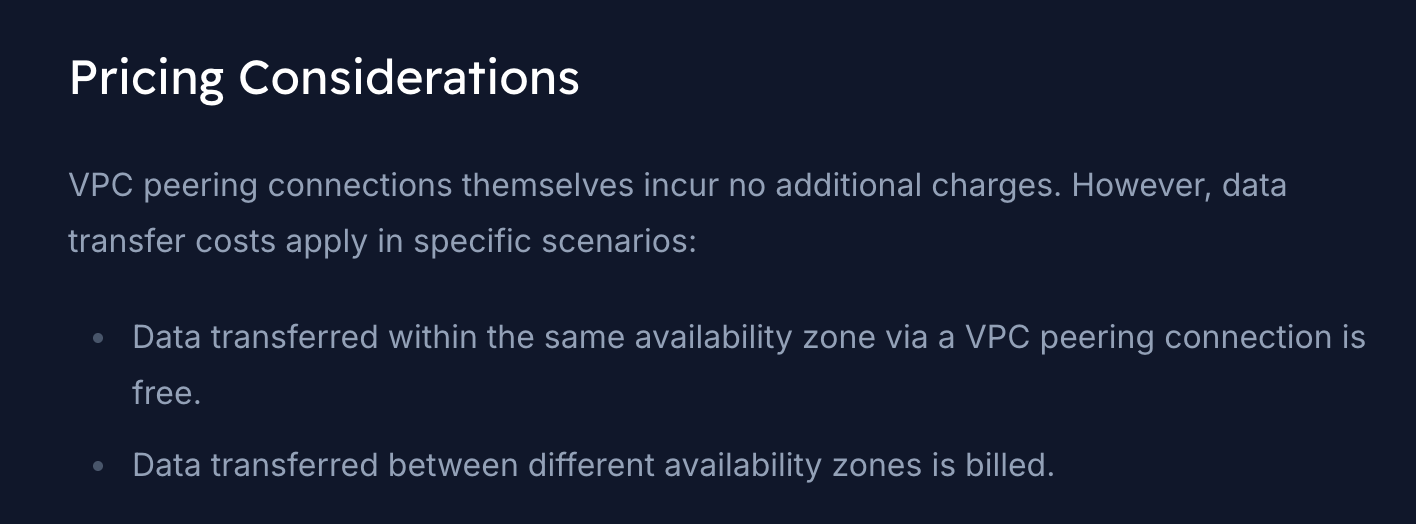 Pricing Considerations
VPC peering connections themselves incur no additional charges. However, data
transfer costs apply in specific scenarios:
• Data transferred within the same availability zone via a VPC peering connection is
free.
• Data transferred between different availability zones is billed.